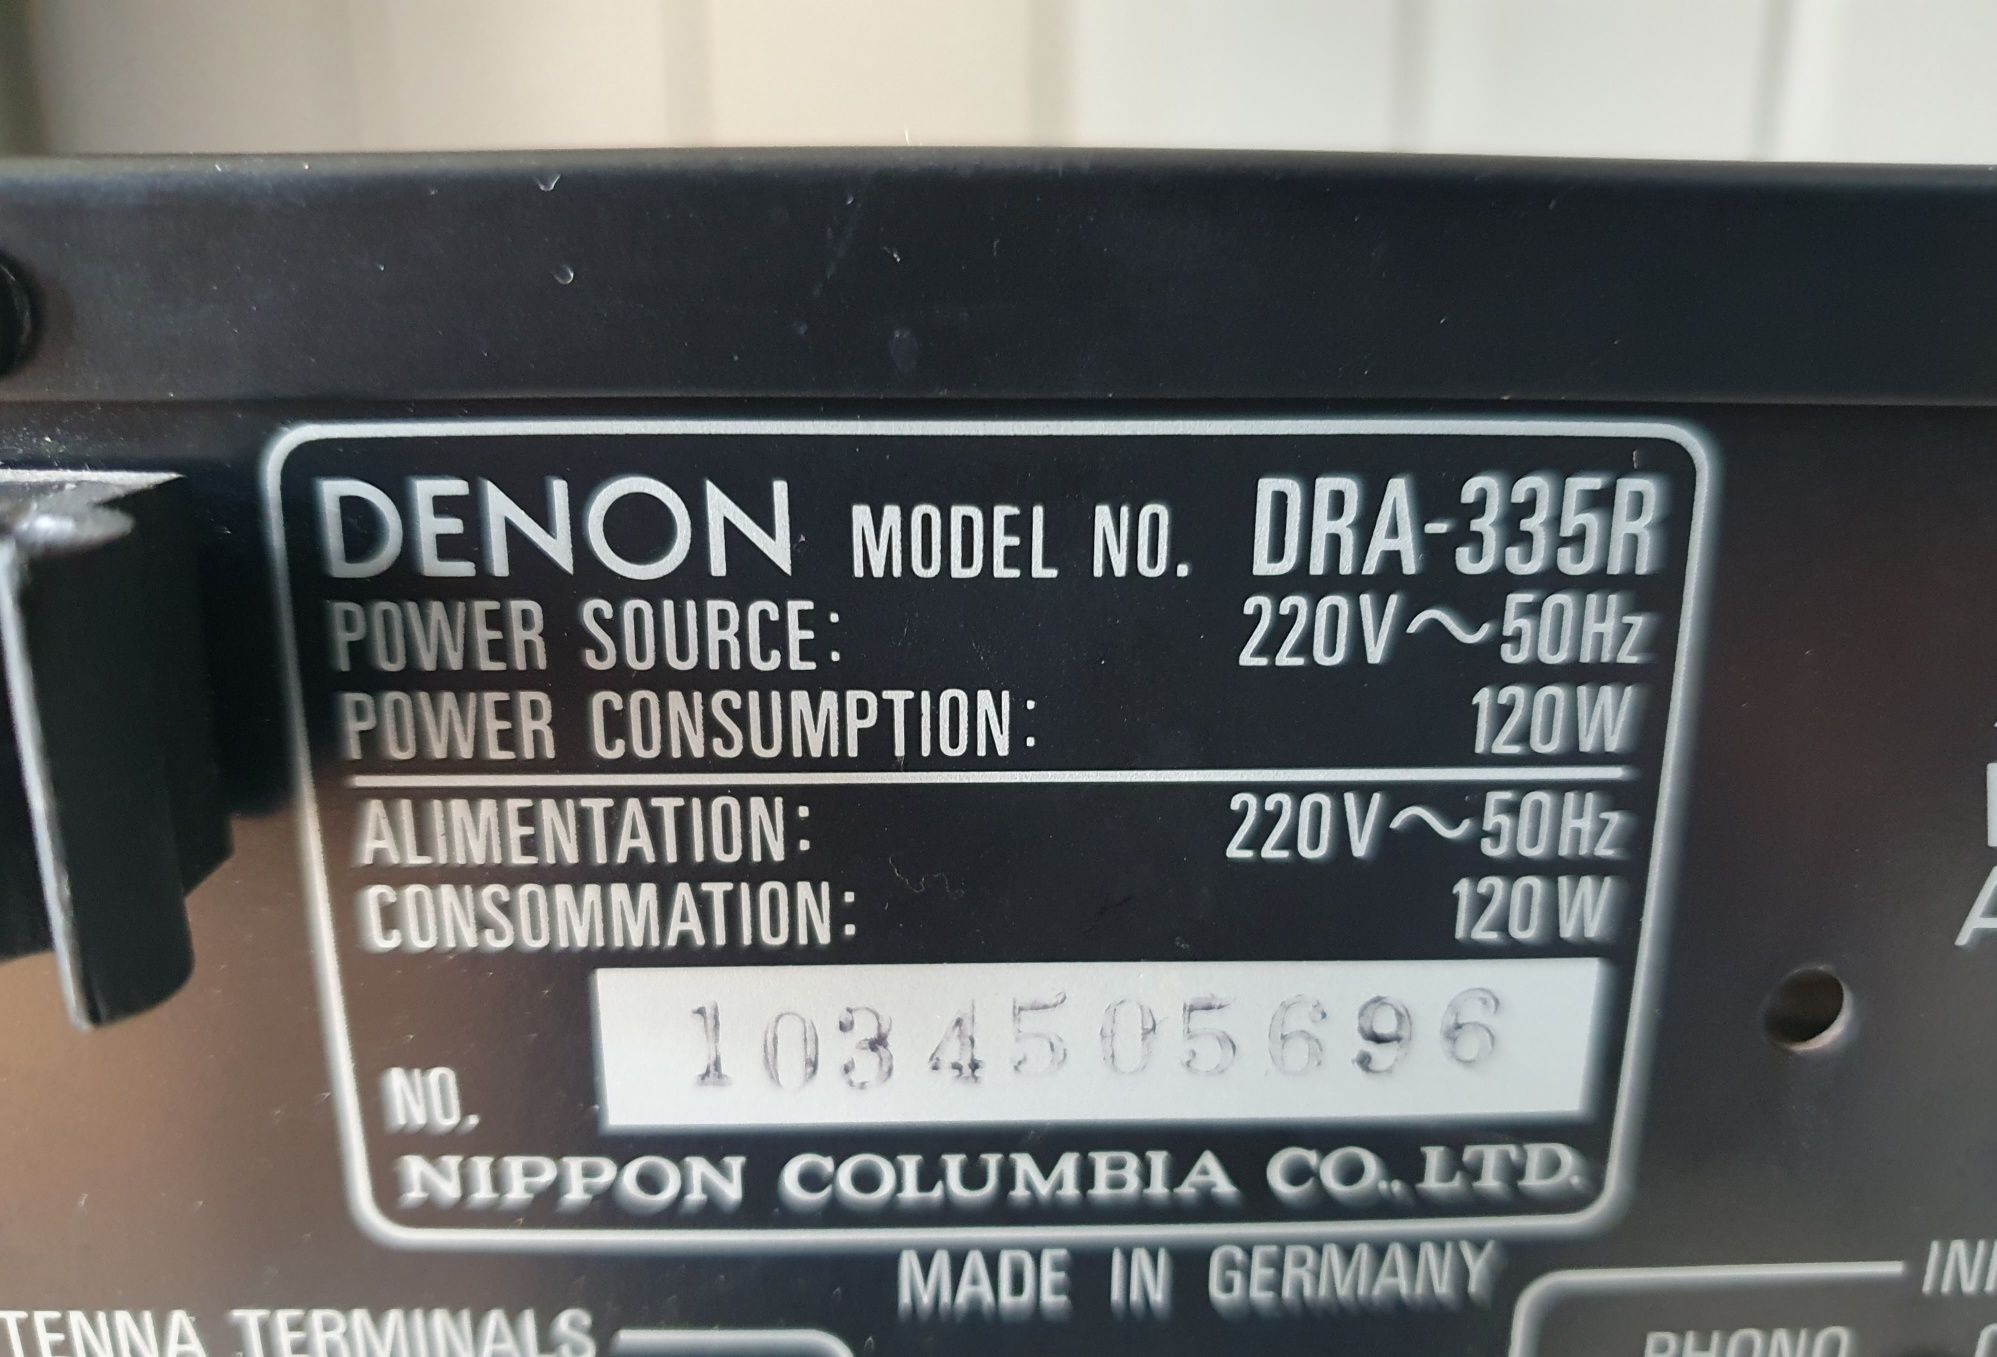 DENON MODEL NO. DRA-335R
POWER SOURCE: 220V～50Hz
POWER CONSUMPTION: 120W
ALIMENTATION: 220V～50Hz
CONSOMMATION: 120W
NO. 1034505696
NIPPON COLUMBIA CO., LTD.
MADE IN GERMANY
TERMINALS
PHONO